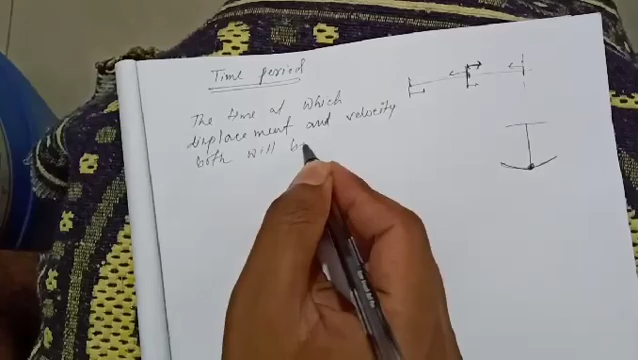 Time period
The time at which
displacement and velocity
both will b